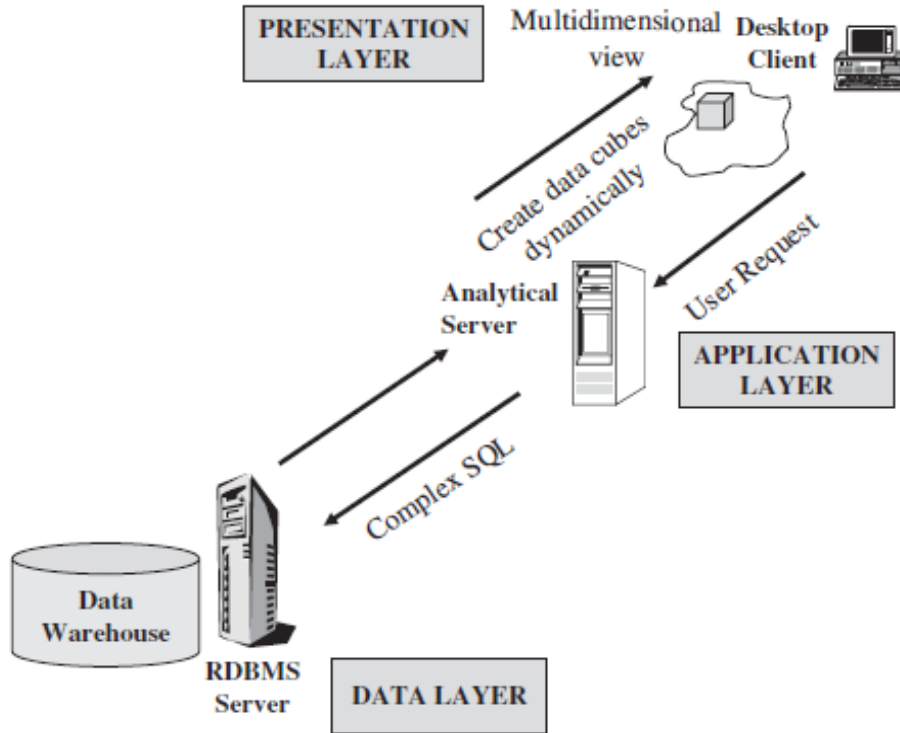 PRESENTATION
LAYER
Multidimensional
view
Desktop
Client
Create data cubes
dynamically
User Request
Analytical
Server
APPLICATION
LAYER
Complex SQL
Data
Warehouse
RDBMS
Server
DATA LAYER